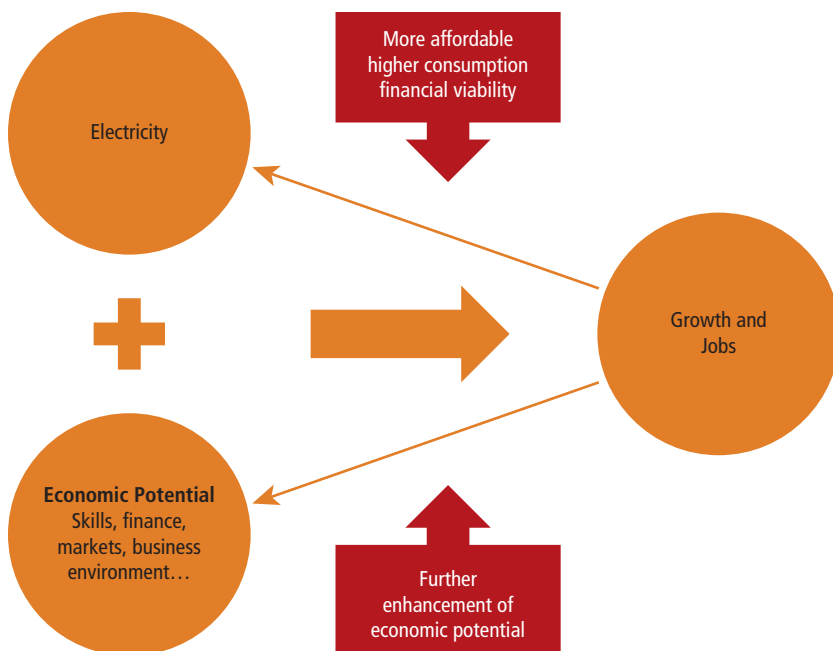 More affordable
higher consumption
financial viability
Electricity
Growth and
Jobs
Economic Potential
Skills, finance,
markets, business
environment…
Further
enhancement of
economic potential